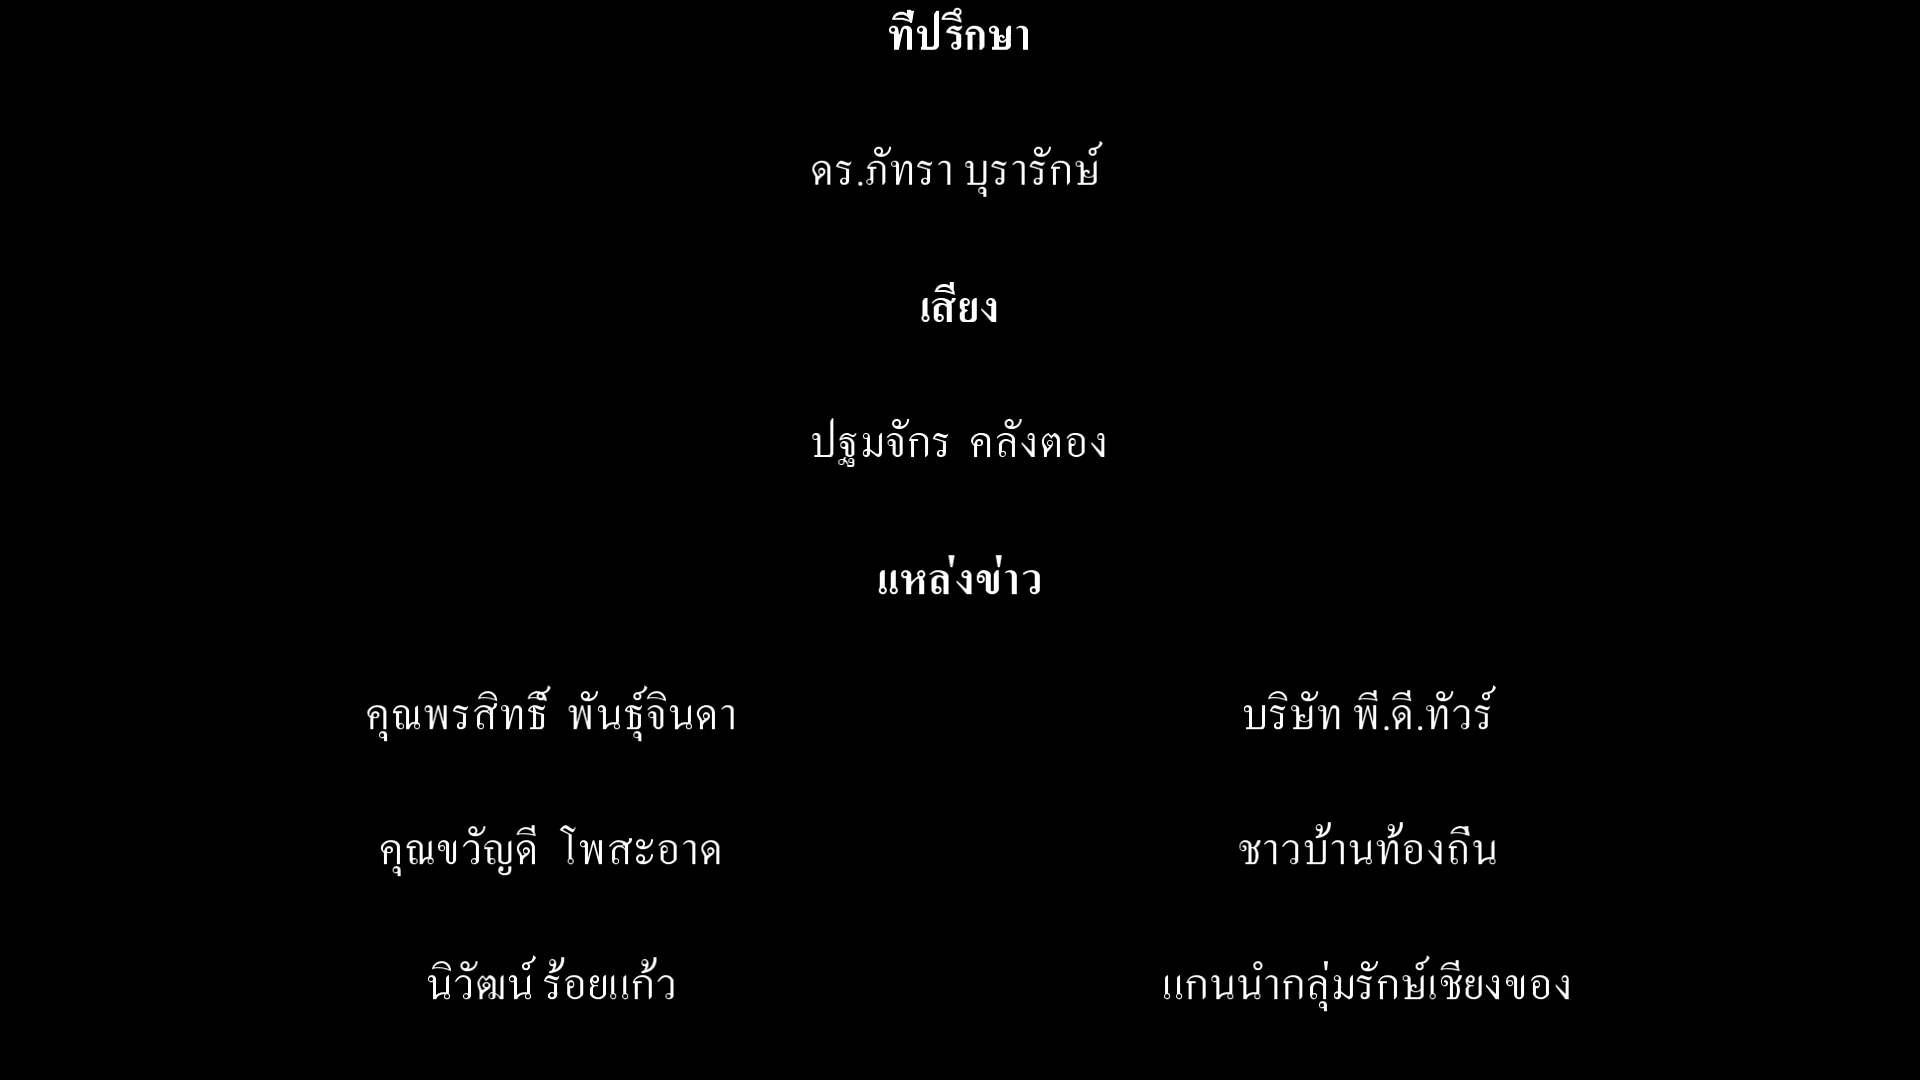 ที่ปรึกษา
ดร.ภัทรา บุรารักษ์
เสียง
ปฐมจักร คลังตอง
แหล่งข่าว
คุณพรสิทธิ์ พันธุ์จินดา บริษัท พี.ดี.ทัวร์
คุณขวัญดี โพสะอาด ชาวบ้านท้องถิ่น
นิวัฒน์ ร้อยแก้ว แกนนำกลุ่มรักษ์เชียงของ